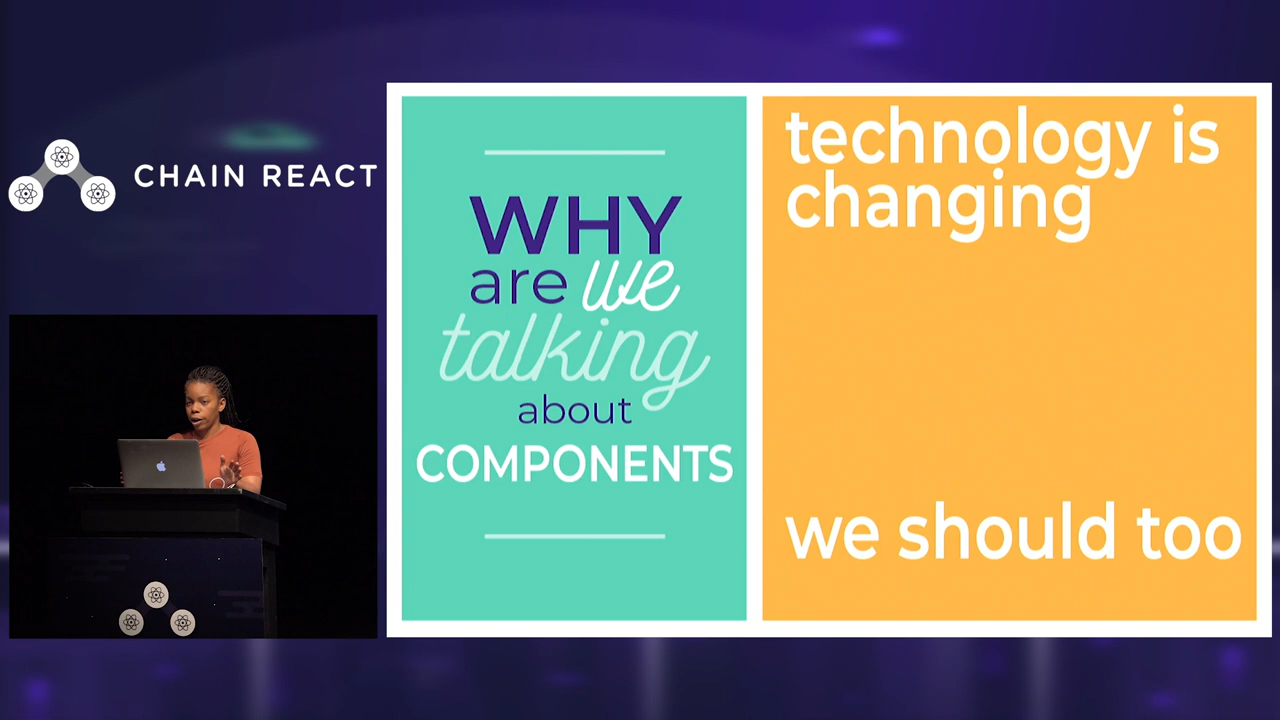 CHAIN REACT
WHY
are we
talking
about
COMPONENTS
technology is
changing
we should too